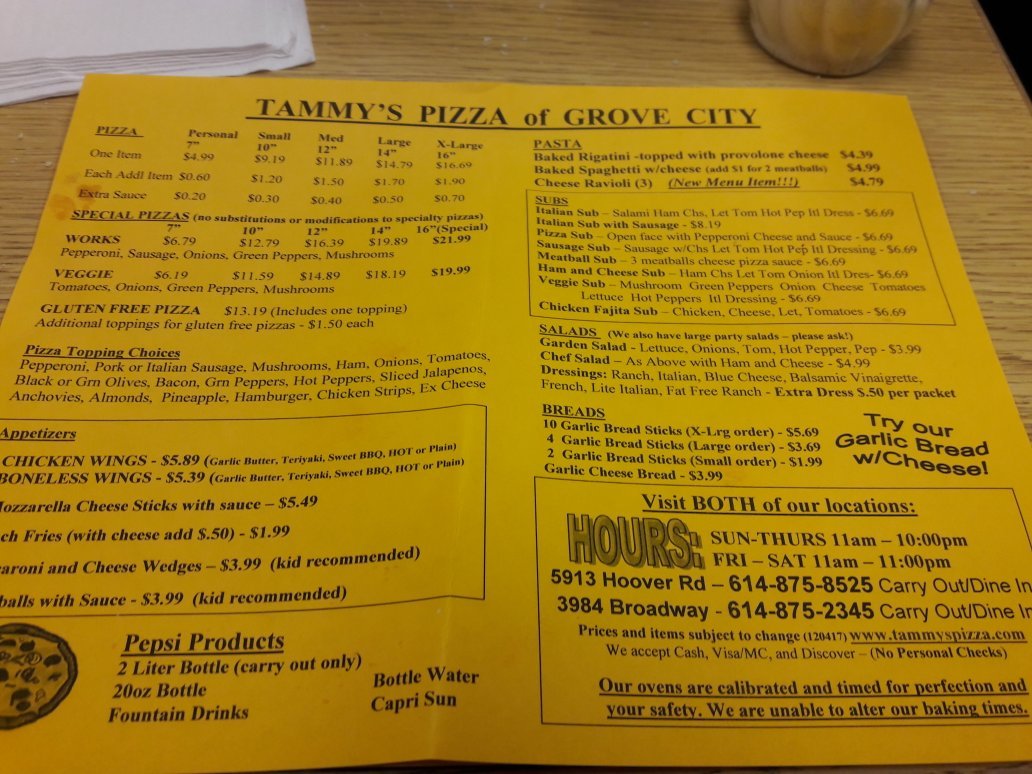 TAMMY'S PIZZA of GROVE CITY
PIZZA Personal Small Med Large X-Large
7" 10" 12" 14" 16"
One Item $4.99 $9.19 $11.89 $14.79 $16.69
Each Addl Item $0.60 $1.20 $1.50 $1.70 $1.90
Extra Sauce $0.20 $0.30 $0.40 $0.50 $0.70
SPECIAL PIZZAS (no substitutions or modifications to specialty pizzas)
7" 10" 12" 14" 16"(Special)
WORKS $6.79 $12.79 $16.39 $19.89 $21.99
Pepperoni, Sausage, Onions, Green Peppers, Mushrooms
VEGGIE $6.19 $11.59 $14.89 $18.19 $19.99
Tomatoes, Onions, Green Peppers, Mushrooms
GLUTEN FREE PIZZA $13.19 (Includes one topping)
Additional toppings for gluten free pizzas - $1.50 each
Pizza Topping Choices
Pepperoni, Pork or Italian Sausage, Mushrooms, Ham, Onions, Tomatoes,
Black or Grn Olives, Bacon, Grn Peppers, Hot Peppers, Sliced Jalapenos,
Anchovies, Almonds, Pineapple, Hamburger, Chicken Strips, Ex Cheese
Appetizers
CHICKEN WINGS - $5.89 (Garlic Butter, Teriyaki, Sweet BBQ, HOT or Plain)
BONELESS WINGS - $5.39 (Garlic Butter, Teriyaki, Sweet BBQ, HOT or Plain)
Mozzarella Cheese Sticks with sauce – $5.49
ch Fries (with cheese add $.50) - $1.99
aroni and Cheese Wedges – $3.99 (kid recommended)
balls with Sauce - $3.99 (kid recommended)
Pepsi Products
2 Liter Bottle (carry out only)
20oz Bottle
Fountain Drinks
Bottle Water
Capri Sun
PASTA
Baked Rigatini -topped with provolone cheese $4.39
Baked Spaghetti w/cheese (add $1 for 2 meatballs) $4.99
Cheese Ravioli (3) (New Menu Item!!!) $4.79
SUBS
Italian Sub – Salami Ham Chs, Let Tom Hot Pep Itl Dress - $6.69
Italian Sub with Sausage - $8.19
Pizza Sub – Open face with Pepperoni Cheese and Sauce - $6.69
Sausage Sub – Sausage w/Chs Let Tom Hot Pep Itl Dressing - $6.69
Meatball Sub – 3 meatballs cheese pizza sauce - $6.69
Ham and Cheese Sub – Ham Chs Let Tom Onion Itl Dres- $6.69
Veggie Sub – Mushroom Green Peppers Onion Cheese Tomatoes
Lettuce Hot Peppers Itl Dressing - $6.69
Chicken Fajita Sub – Chicken, Cheese, Let, Tomatoes - $6.69
SALADS (We also have large party salads – please ask!)
Garden Salad - Lettuce, Onions, Tom, Hot Pepper, Pep - $3.99
Chef Salad – As Above with Ham and Cheese - $4.99
Dressings: Ranch, Italian, Blue Cheese, Balsamic Vinaigrette,
French, Lite Italian, Fat Free Ranch - Extra Dress $.50 per packet
BREADS
10 Garlic Bread Sticks (X-Lrg order) - $5.69
4 Garlic Bread Sticks (Large order) - $3.69
2 Garlic Bread Sticks (Small order) - $1.99
Garlic Cheese Bread - $3.99
Try our
Garlic Bread
w/Cheese!
Visit BOTH of our locations:
HOURS: SUN-THURS 11am – 10:00pm
FRI – SAT 11am – 11:00pm
5913 Hoover Rd – 614-875-8525 Carry Out/Dine In
3984 Broadway - 614-875-2345 Carry Out/Dine In
Prices and items subject to change (120417) www.tammyspizza.com
We accept Cash, Visa/MC, and Discover – (No Personal Checks)
Our ovens are calibrated and timed for perfection and
your safety. We are unable to alter our baking times.